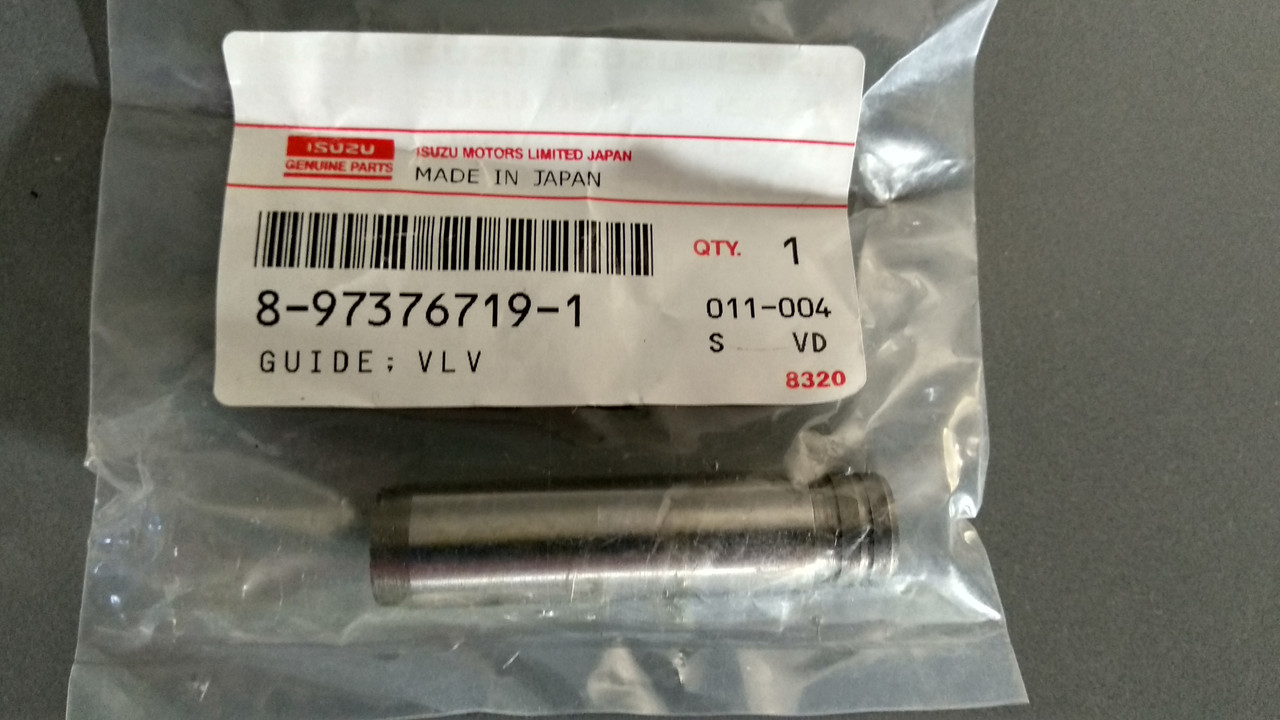 ISUZU
GENUINE PARTS
ISUZU MOTORS LIMITED JAPAN
MADE IN JAPAN
QTY. 1
8-97376719-1
011-004
GUIDE; VLV
S VD
8320